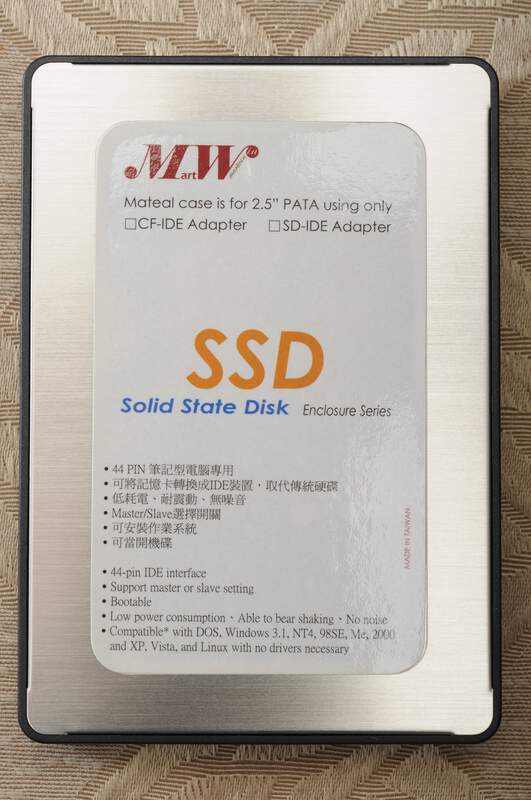 MartW
Mateal case is for 2.5" PATA using only
☐CF-IDE Adapter ☐SD-IDE Adapter
SSD
Solid State Disk Enclosure Series
• 44 PIN 筆記型電腦專用
• 可將記憶卡轉換成IDE裝置，取代傳統硬碟
• 低耗電、耐震動、無噪音
• Master/Slave選擇開關
• 可安裝作業系統
• 可當開機碟
MADE IN TAIWAN
• 44-pin IDE interface
• Support master or slave setting
• Bootable
• Low power consumption、Able to bear shaking、No noise
• Compatible* with DOS, Windows 3.1, NT4, 98SE, Me, 2000
and XP, Vista, and Linux with no drivers necessary